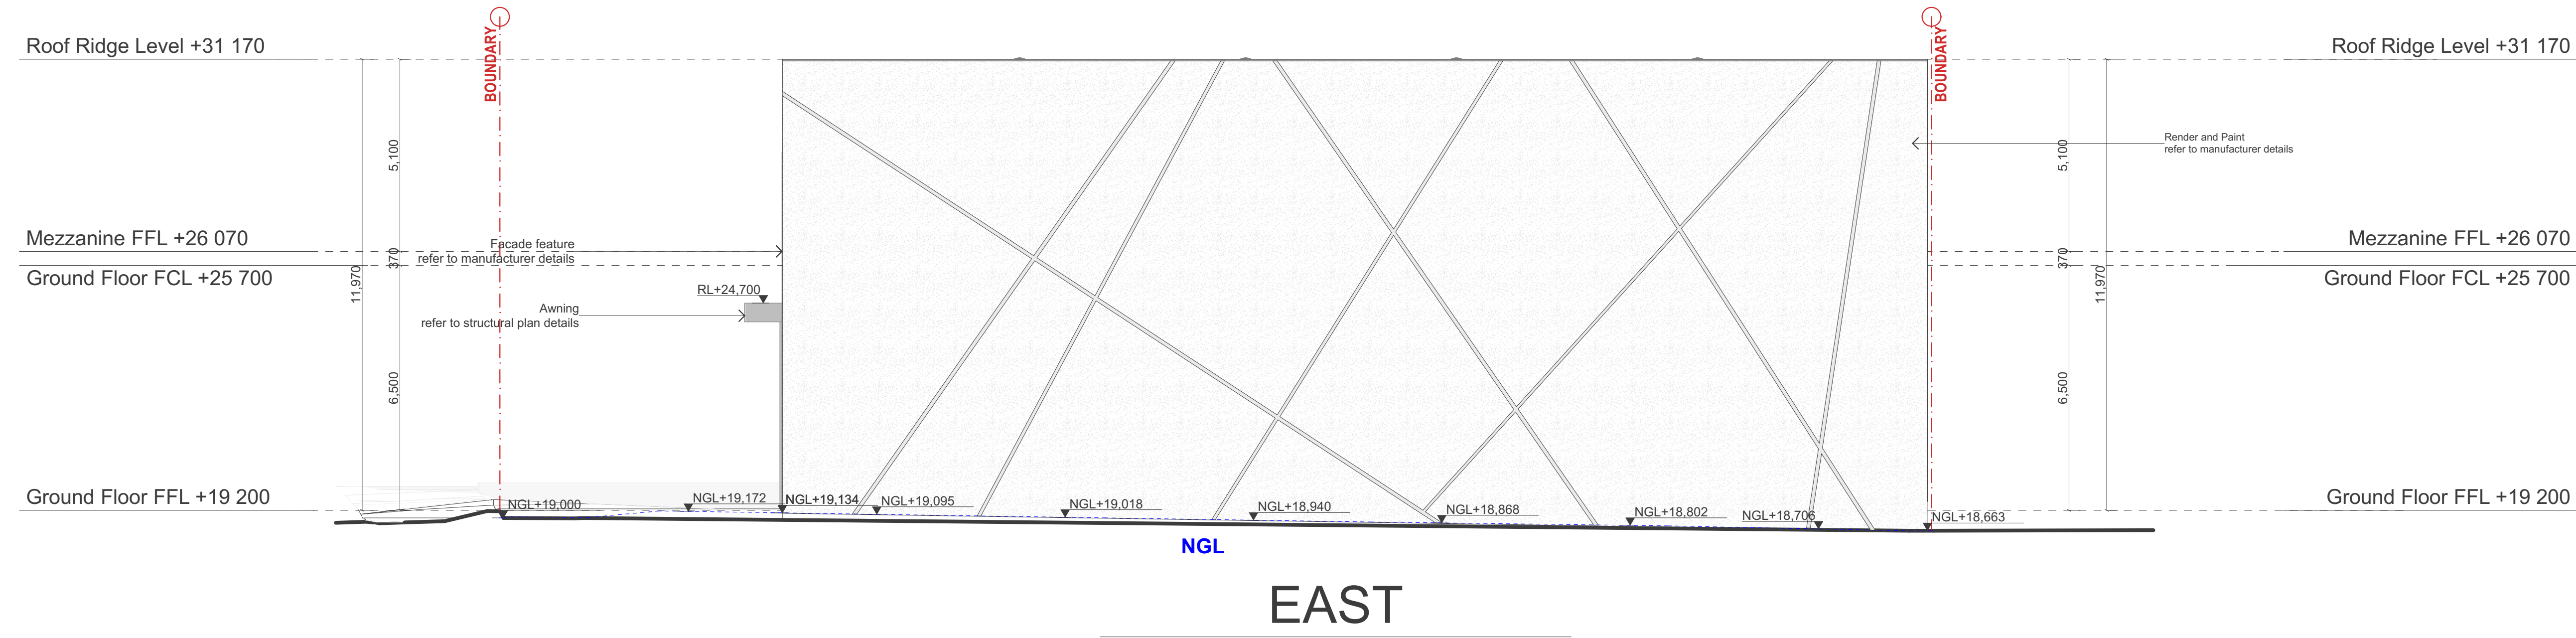 BOUNDARY
BOUNDARY
Roof Ridge Level +31 170
Roof Ridge Level +31 170
5,100
5,100
Render and Paint
refer to manufacturer details
Mezzanine FFL +26 070
Mezzanine FFL +26 070
Facade feature
refer to manufacturer details
370
370
Ground Floor FCL +25 700
Ground Floor FCL +25 700
11,970
11,970
RL+24,700
Awning
refer to structural plan details
6,500
6,500
Ground Floor FFL +19 200
Ground Floor FFL +19 200
NGL+19,000
NGL+19,172
NGL+19,134
NGL+19,095
NGL+19,018
NGL+18,940
NGL+18,868
NGL+18,802
NGL+18,706
NGL+18,663
NGL
EAST